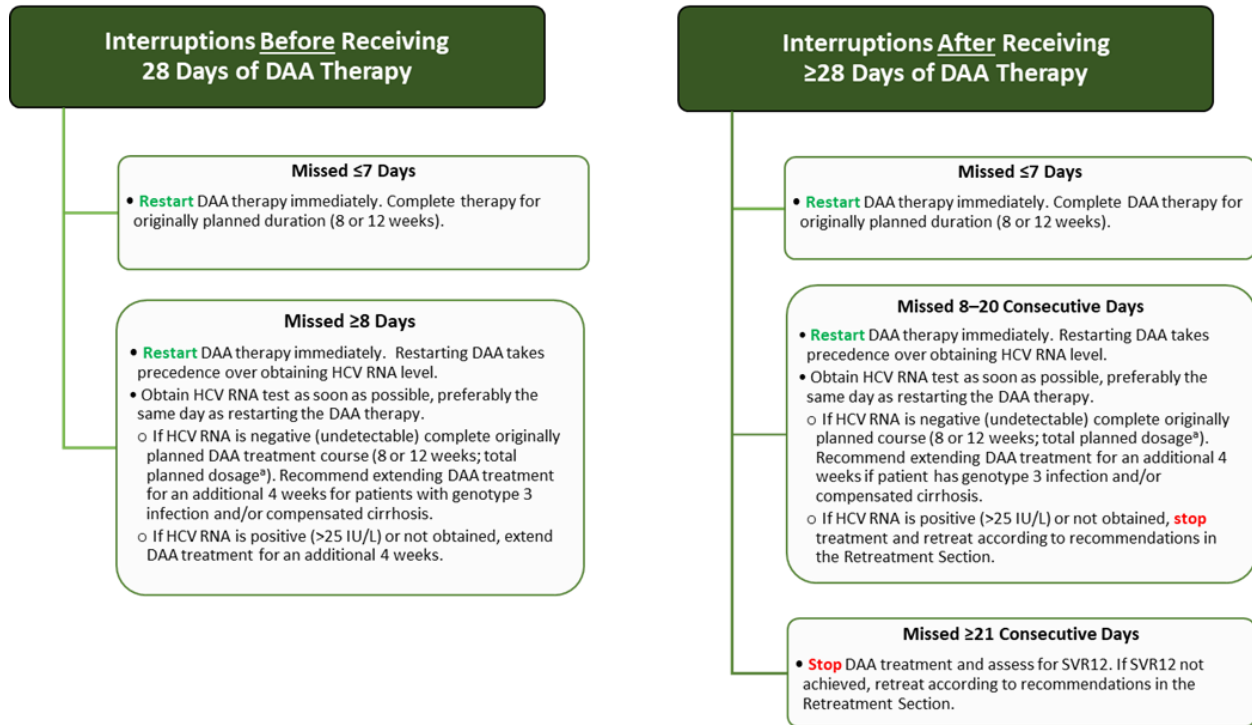 Interruptions Before Receiving
28 Days of DAA Therapy
Missed ≤7 Days
• Restart DAA therapy immediately. Complete therapy for
originally planned duration (8 or 12 weeks).
Missed ≥8 Days
• Restart DAA therapy immediately. Restarting DAA takes
precedence over obtaining HCV RNA level.
• Obtain HCV RNA test as soon as possible, preferably the
same day as restarting the DAA therapy.
○ If HCV RNA is negative (undetectable) complete originally
planned DAA treatment course (8 or 12 weeks; total
planned dosageᵃ). Recommend extending DAA treatment
for an additional 4 weeks for patients with genotype 3
infection and/or compensated cirrhosis.
○ If HCV RNA is positive (>25 IU/L) or not obtained, extend
DAA treatment for an additional 4 weeks.
Interruptions After Receiving
≥28 Days of DAA Therapy
Missed ≤7 Days
• Restart DAA therapy immediately. Complete DAA therapy for
originally planned duration (8 or 12 weeks).
Missed 8–20 Consecutive Days
• Restart DAA therapy immediately. Restarting DAA takes
precedence over obtaining HCV RNA level.
• Obtain HCV RNA test as soon as possible, preferably the
same day as restarting the DAA therapy.
○ If HCV RNA is negative (undetectable) complete originally
planned course (8 or 12 weeks; total planned dosageᵃ).
Recommend extending DAA treatment for an additional 4
weeks if patient has genotype 3 infection and/or
compensated cirrhosis.
○ If HCV RNA is positive (>25 IU/L) or not obtained, stop
treatment and retreat according to recommendations in
the Retreatment Section.
Missed ≥21 Consecutive Days
• Stop DAA treatment and assess for SVR12. If SVR12 not
achieved, retreat according to recommendations in the
Retreatment Section.